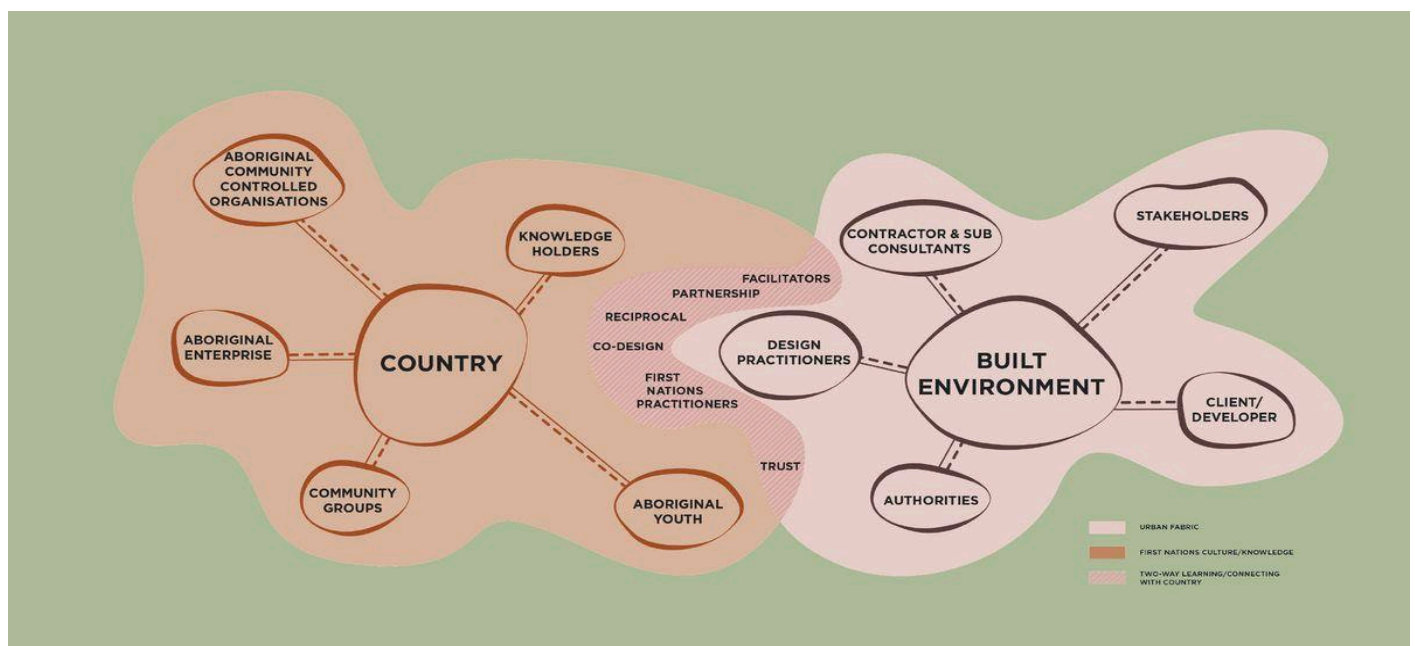 ABORIGINAL
COMMUNITY
CONTROLLED
ORGANISATIONS
KNOWLEDGE
HOLDERS
ABORIGINAL
ENTERPRISE
COUNTRY
COMMUNITY
GROUPS
ABORIGINAL
YOUTH
FACILITATORS
PARTNERSHIP
RECIPROCAL
CO-DESIGN
FIRST
NATIONS
PRACTITIONERS
TRUST
CONTRACTOR & SUB
CONSULTANTS
STAKEHOLDERS
DESIGN
PRACTITIONERS
BUILT
ENVIRONMENT
CLIENT/
DEVELOPER
AUTHORITIES
URBAN FABRIC
FIRST NATIONS CULTURE/KNOWLEDGE
TWO-WAY LEARNING/CONNECTING
WITH COUNTRY